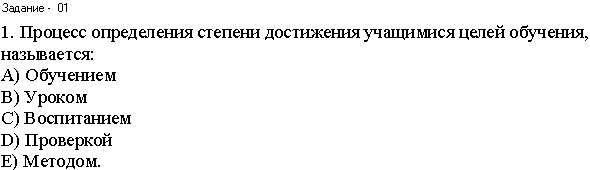 Задание - 01
1. Процесс определения степени достижения учащимися целей обучения,
называется:
A) Обучением
B) Уроком
C) Воспитанием
D) Проверкой
E) Методом.